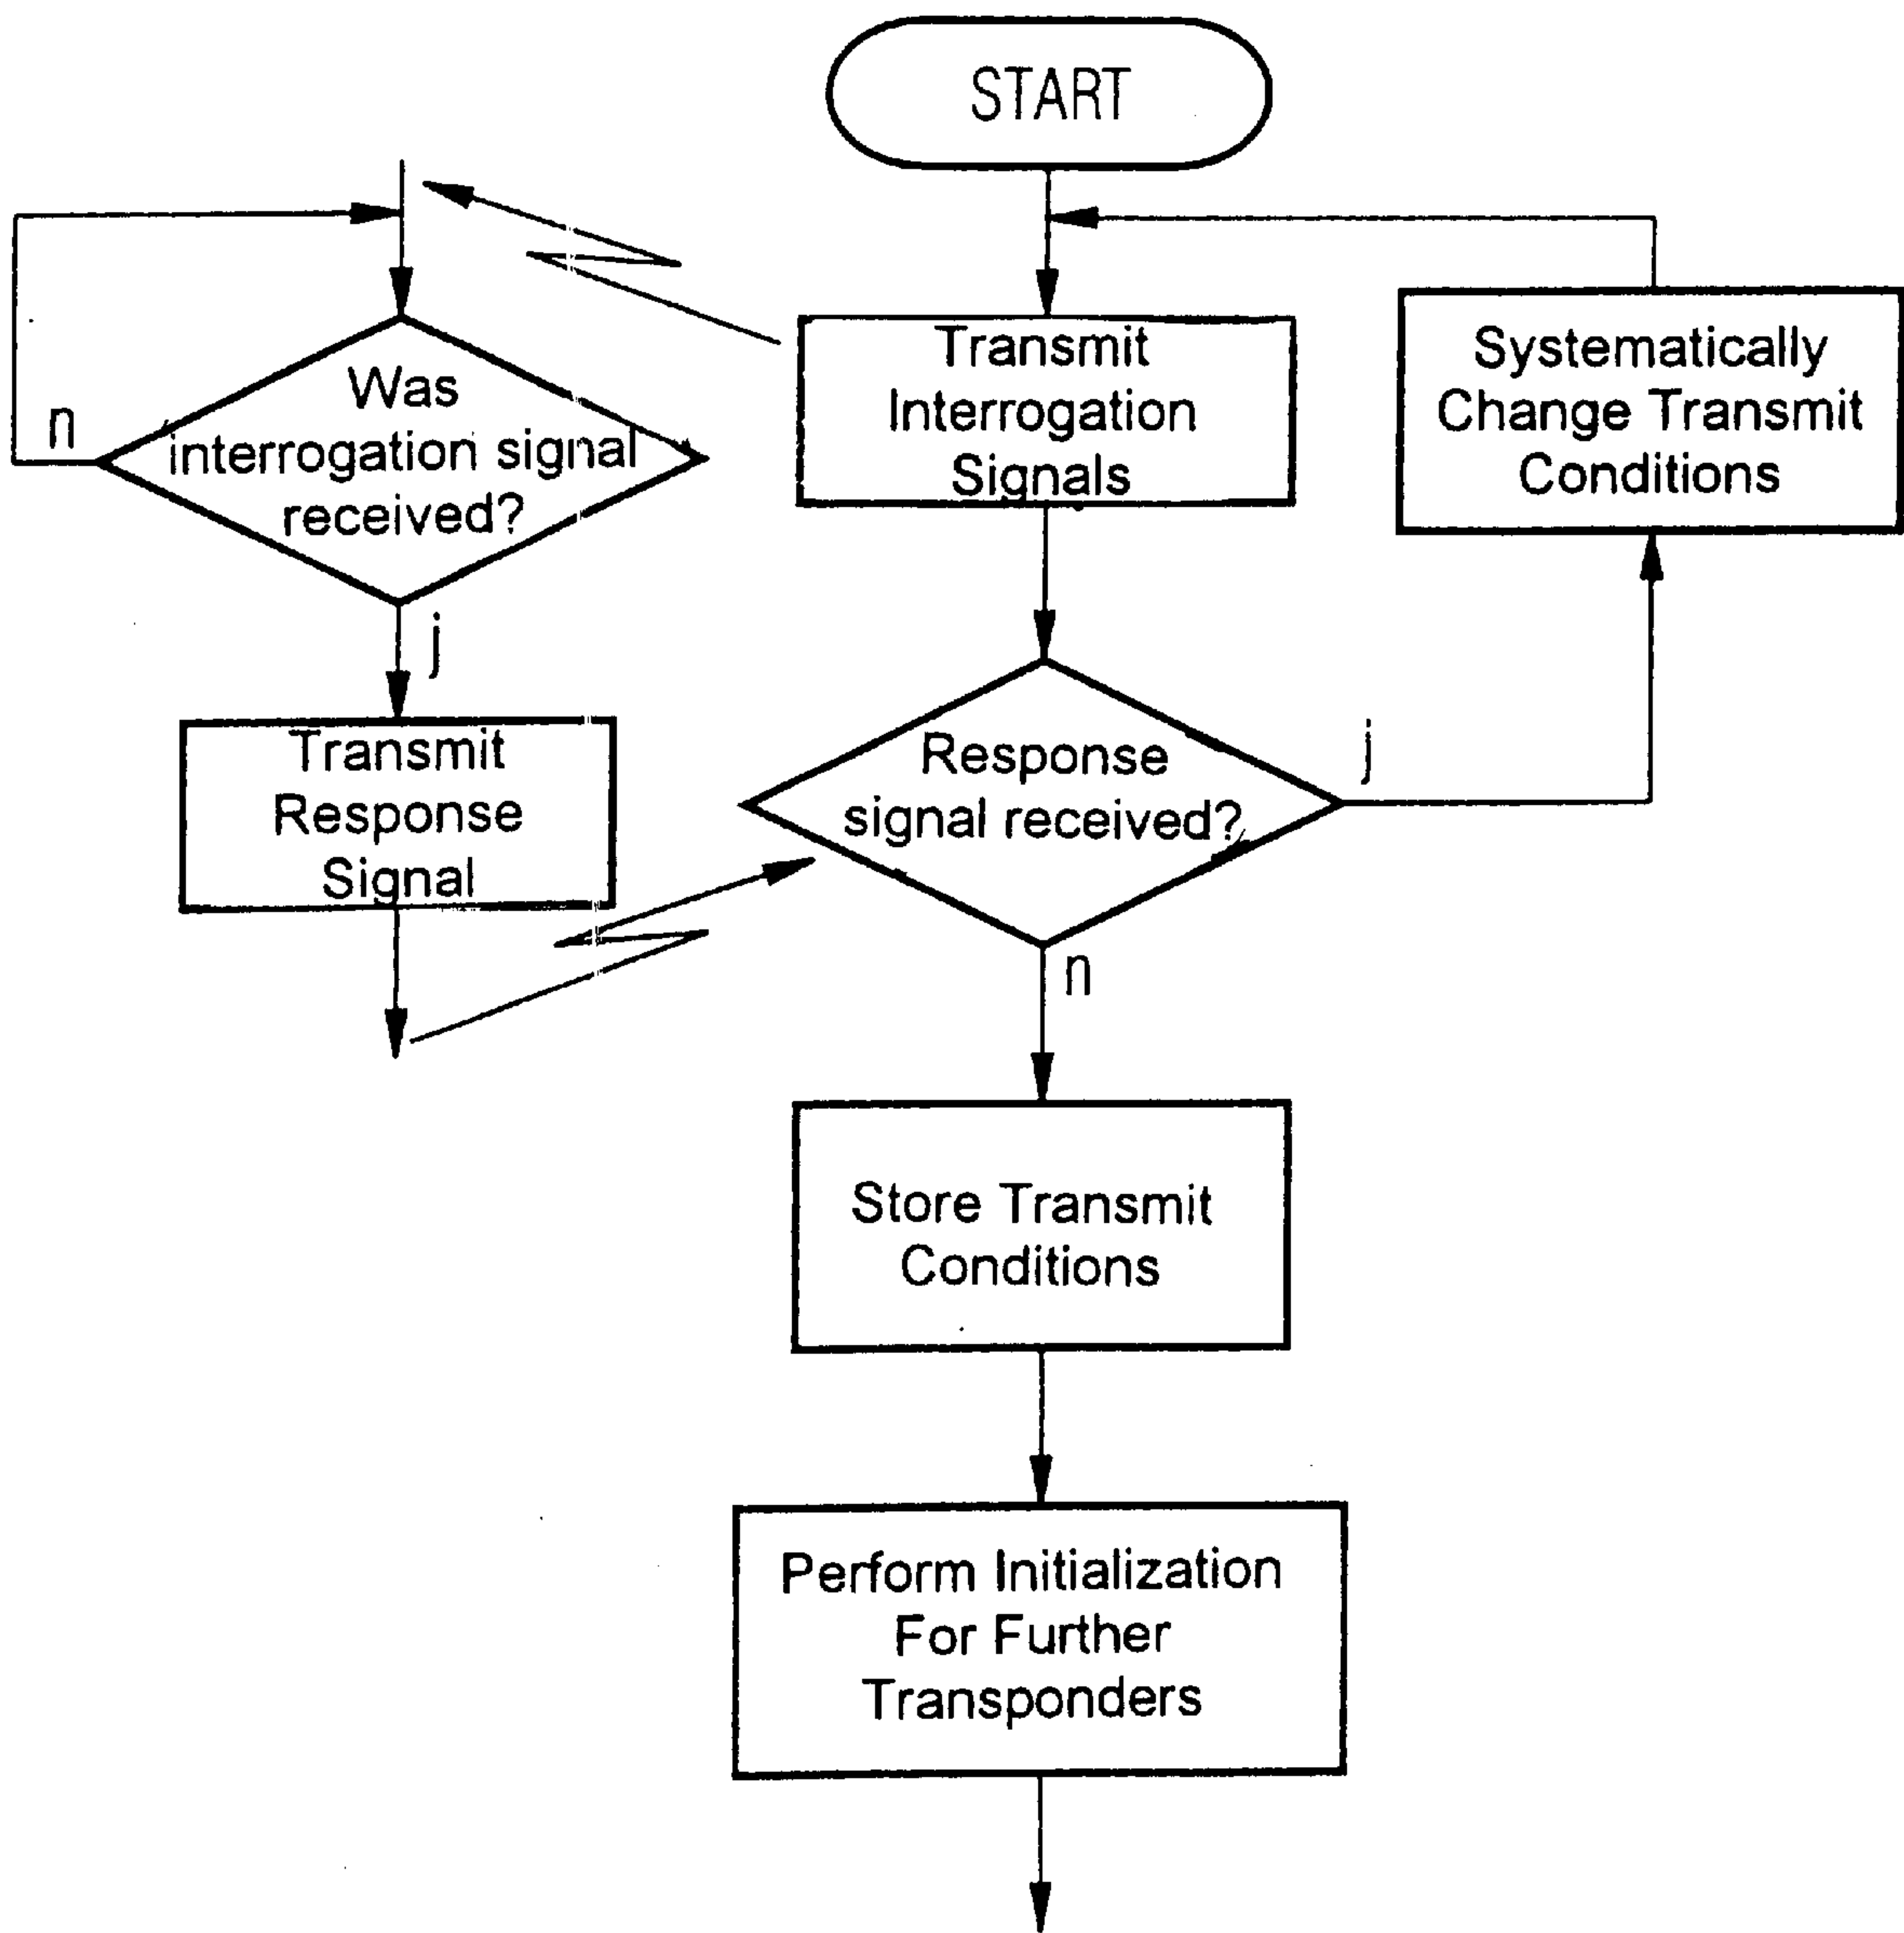 START
Transmit
Interrogation
Signals
Systematically
Change Transmit
Conditions
Was
interrogation signal
received?
n
j
Transmit
Response
Signal
Response
signal received?
j
n
Store Transmit
Conditions
Perform Initialization
For Further
Transponders